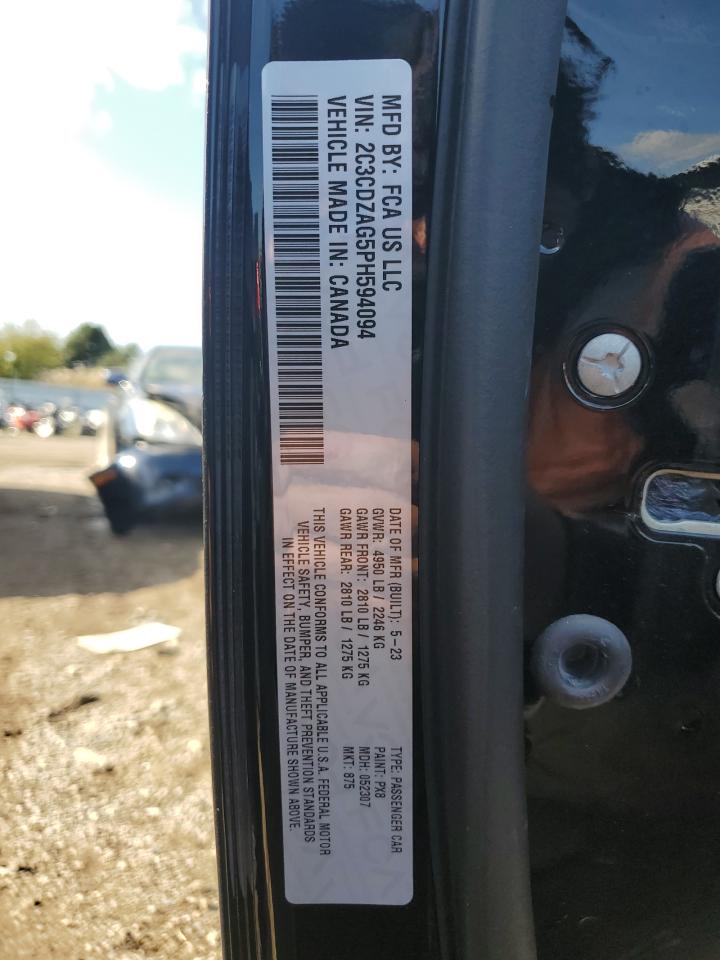 MFD BY: FCA US LLC
VIN: 2C3CDZAG5PH594094
VEHICLE MADE IN: CANADA
DATE OF MFR (BUILT): 5-23
GVWR: 4950 LB / 2246 KG
GAWR FRONT: 2810 LB / 1275 KG
GAWR REAR: 2810 LB / 1275 KG
TYPE: PASSENGER CAR
PAINT: PX8
MDH: 052307
MKT: 875
THIS VEHICLE CONFORMS TO ALL APPLICABLE U.S.A. FEDERAL MOTOR
VEHICLE SAFETY, BUMPER, AND THEFT PREVENTION STANDARDS
IN EFFECT ON THE DATE OF MANUFACTURE SHOWN ABOVE.